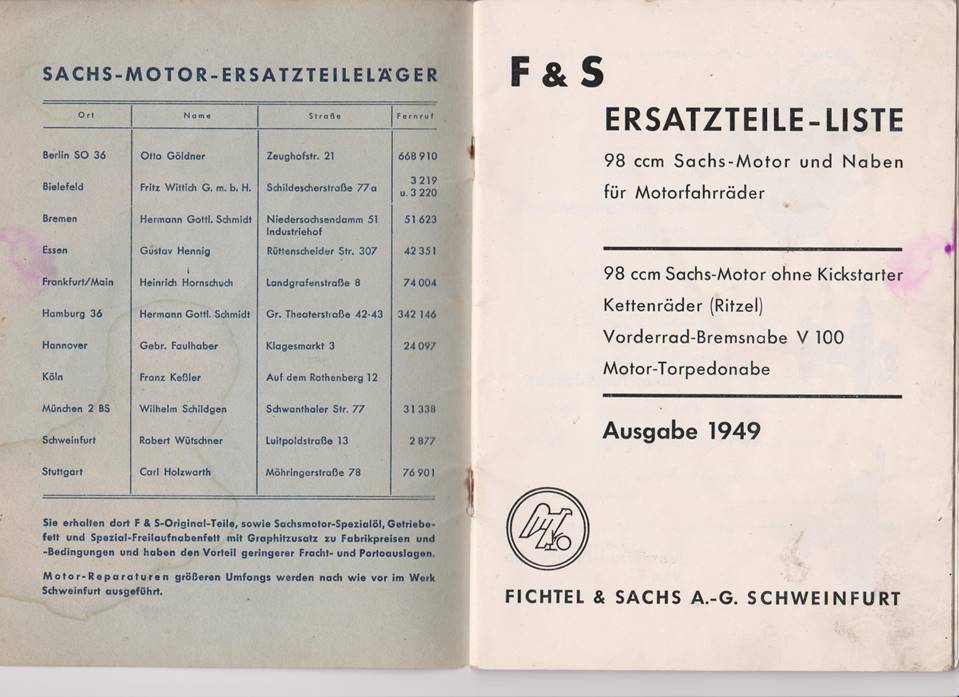 SACHS-MOTOR-ERSATZTEILELÄGER
Ort Name Straße Fernruf
Berlin SO 36 Otto Göldner Zeughofstr. 21 668 910
Bielefeld Fritz Wittich G. m. b. H. Schildescherstraße 77 a 3 219
u. 3 220
Bremen Hermann Gottl. Schmidt Niedersachsendamm 51 51 623
Industriehof
Essen Gustav Hennig Rüttenscheider Str. 307 42 351
Frankfurt/Main Heinrich Hornschuch Landgrafenstraße 8 74 004
Hamburg 36 Hermann Gottl. Schmidt Gr. Theaterstraße 42-43 342 146
Hannover Gebr. Faulhaber Klagesmarkt 3 24 097
Köln Franz Keßler Auf dem Rothenberg 12
München 2 BS Wilhelm Schildgen Schwanthaler Str. 77 31 338
Schweinfurt Robert Wütschner Luitpoldstraße 13 2 877
Stuttgart Carl Holzwarth Möhringerstraße 78 76 901
Sie erhalten dort F & S-Original-Teile, sowie Sachsmotor-Spezialöl, Getriebe-
fett und Spezial-Freilaufnabenfett mit Graphitzusatz zu Fabrikpreisen und
-Bedingungen und haben den Vorteil geringerer Fracht- und Portoauslagen.
Motor-Reparaturen größeren Umfangs werden nach wie vor im Werk
Schweinfurt ausgeführt.
F & S
ERSATZTEILE-LISTE
98 ccm Sachs-Motor und Naben
für Motorfahrräder
98 ccm Sachs-Motor ohne Kickstarter
Kettenräder (Ritzel)
Vorderrad-Bremsnabe V 100
Motor-Torpedonabe
Ausgabe 1949
FICHTEL & SACHS A.-G. SCHWEINFURT